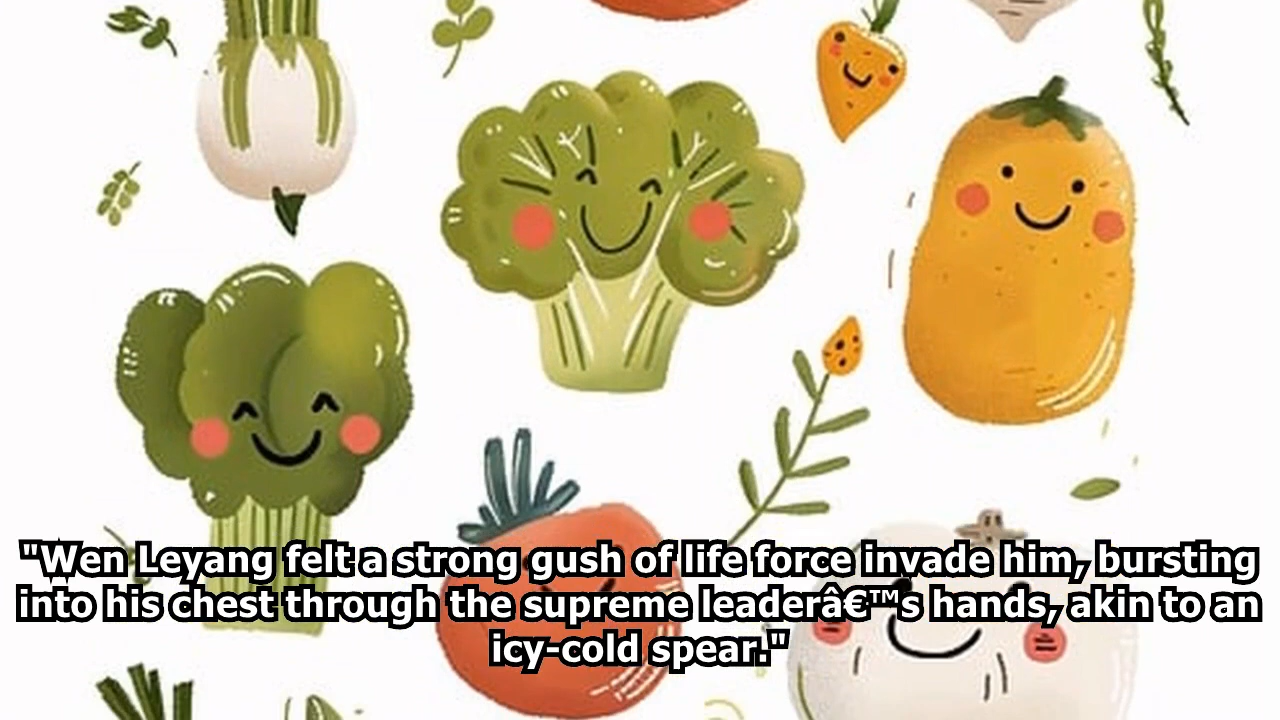 "Wen Leyang felt a strong gush of life force invade him, bursting
into his chest through the supreme leaderâ€™s hands, akin to an
icy-cold spear."